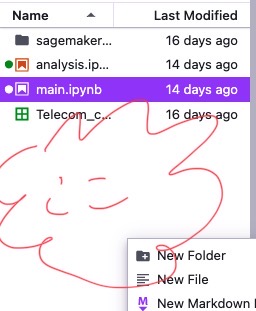 Name Last Modified
sagemaker... 16 days ago
analysis.ip... 14 days ago
main.ipynb 14 days ago
Telecom_c... 16 days ago
New Folder
New File
New Markdown